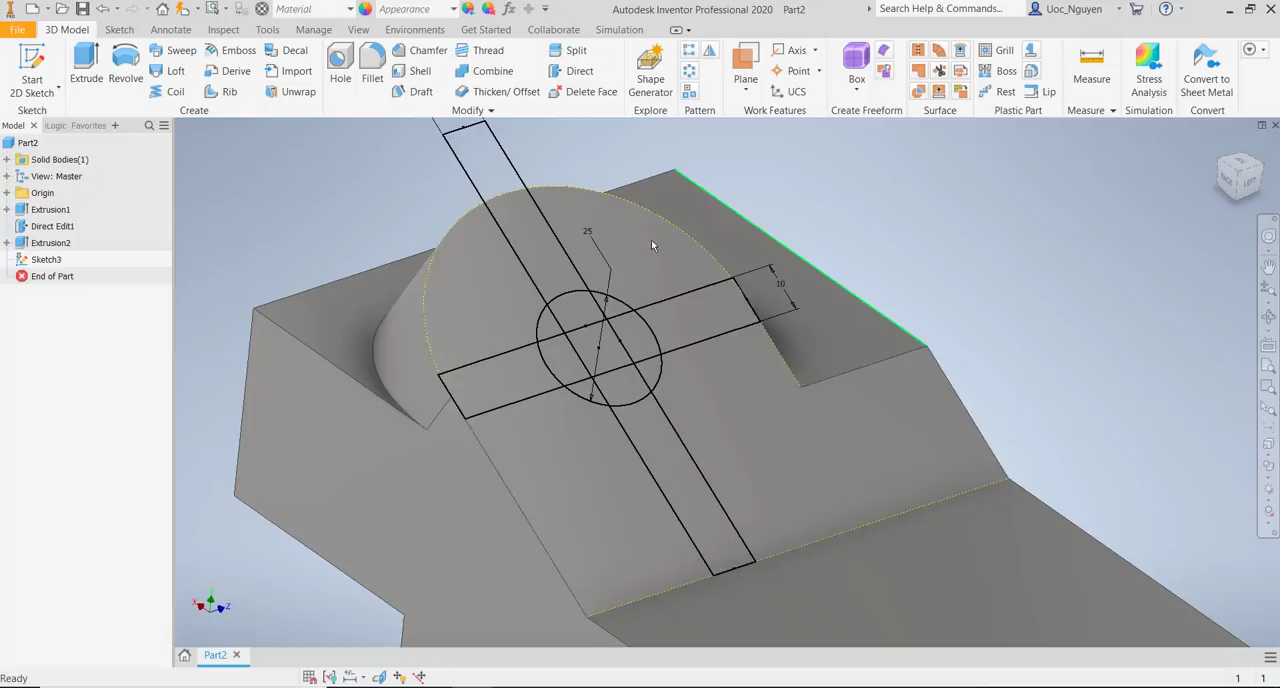 PRO
Material
Appearance
Autodesk Inventor Professional 2020 Part2
Search Help & Commands...
Uoc_Nguyen
File
3D Model
Sketch
Annotate
Inspect
Tools
Manage
View
Environments
Get Started
Collaborate
Simulation
Start
2D Sketch
Sketch
Extrude
Revolve
Sweep
Loft
Coil
Emboss
Derive
Rib
Decal
Import
Unwrap
Create
Hole
Fillet
Chamfer
Shell
Draft
Thread
Combine
Thicken/ Offset
Split
Direct
Delete Face
Modify
Shape
Generator
Explore
Pattern
Plane
Axis
Point
UCS
Work Features
Box
Create Freeform
Surface
Grill
Boss
Rest
Lip
Plastic Part
Measure
Measure
Stress
Analysis
Simulation
Convert to
Sheet Metal
Convert
Model
iLogic
Favorites
Part2
Solid Bodies(1)
View: Master
Origin
Extrusion1
Direct Edit1
Extrusion2
Sketch3
End of Part
25
10
BACK
LEFT
X
Z
Part2
Ready
1
1